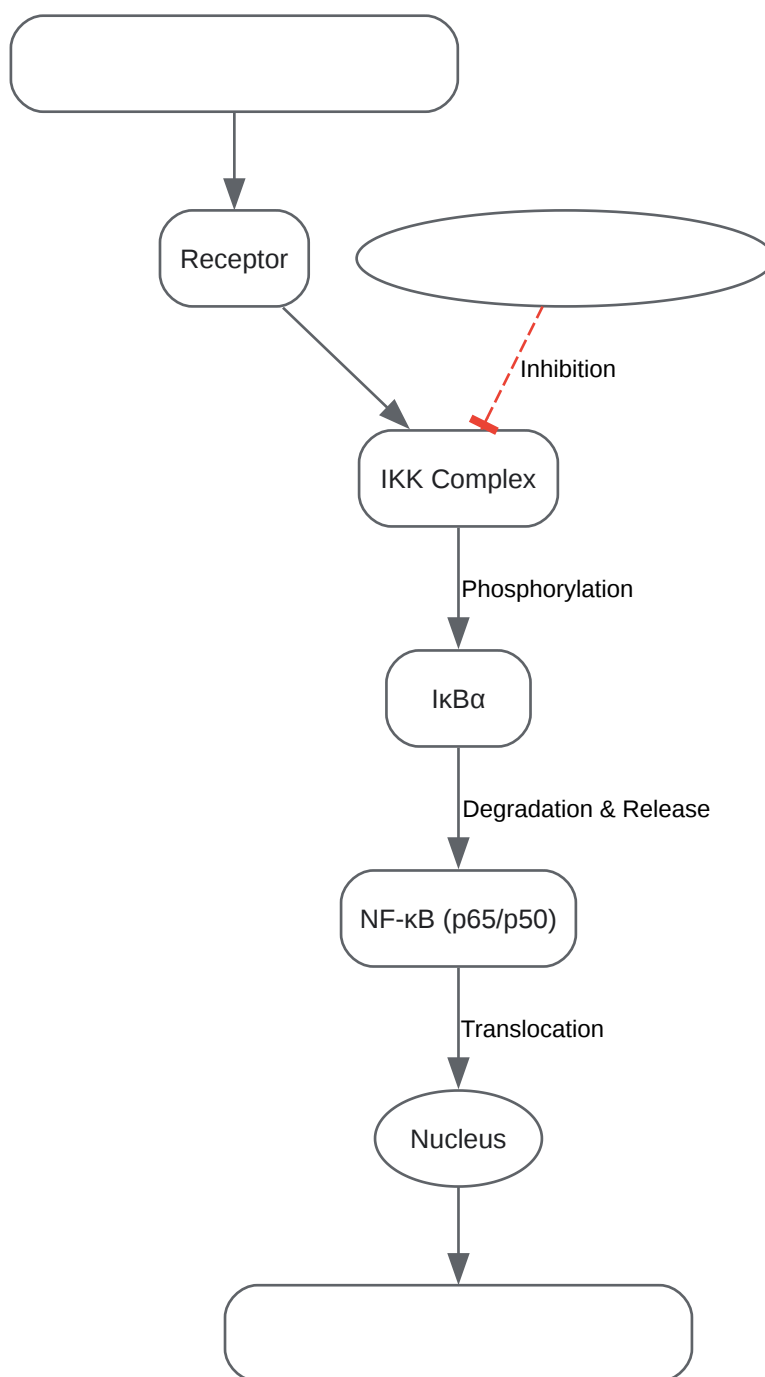 Receptor
Inhibition
IKK Complex
Phosphorylation
IκBα
Degradation & Release
NF-κB (p65/p50)
Translocation
Nucleus